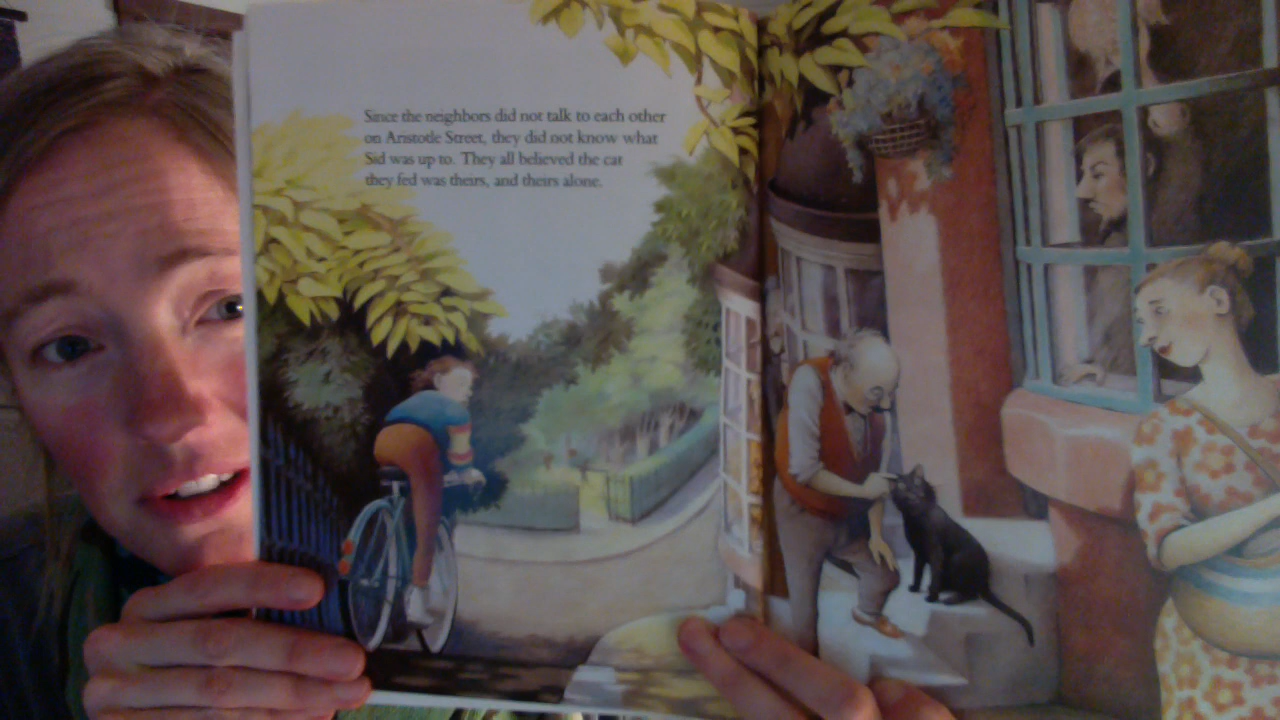 Since the neighbors did not talk to each other
on Aristotle Street, they did not know what
Sid was up to. They all believed the cat
they fed was theirs, and theirs alone.